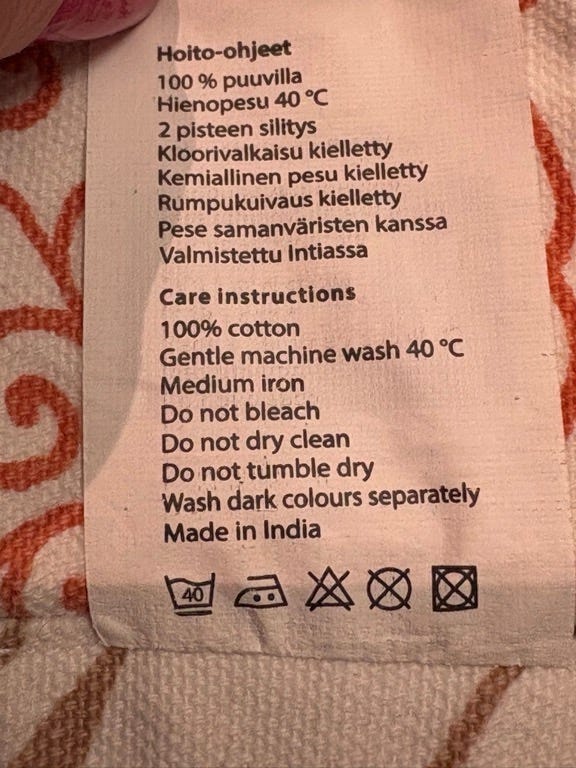 Hoito-ohjeet
100 % puuvilla
Hienopesu 40 °C
2 pisteen silitys
Kloorivalkaisu kielletty
Kemiallinen pesu kielletty
Rumpukuivaus kielletty
Pese samanväristen kanssa
Valmistettu Intiassa
Care instructions
100% cotton
Gentle machine wash 40 °C
Medium iron
Do not bleach
Do not dry clean
Do not tumble dry
Wash dark colours separately
Made in India
40